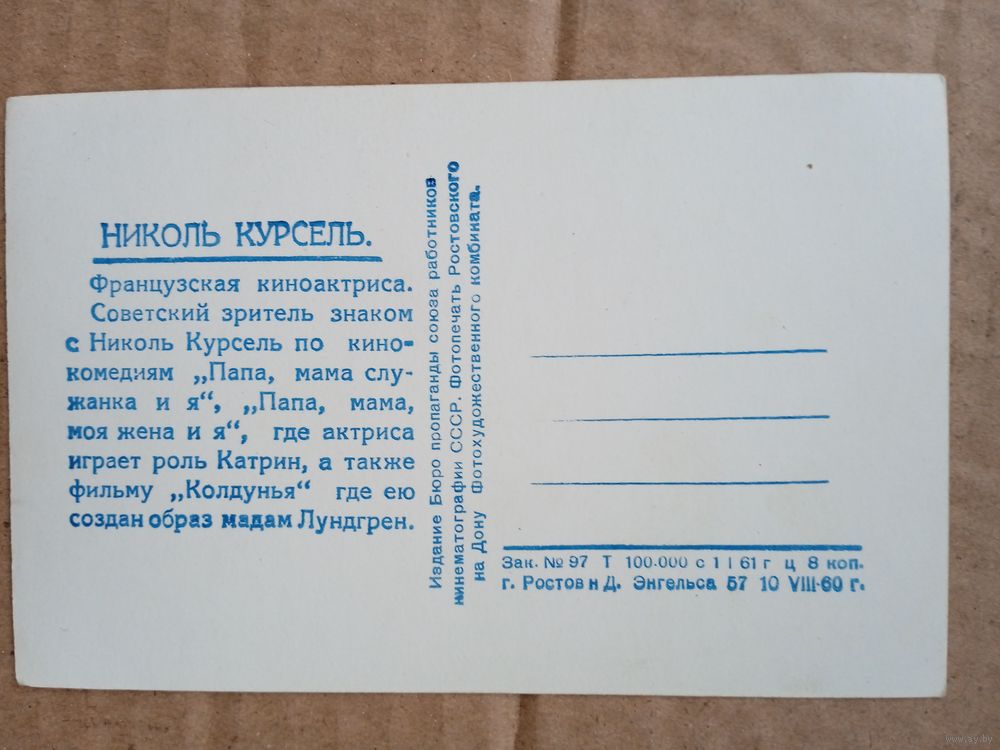 НИКОЛЬ КУРСЕЛЬ.
Французская киноактриса.
Советский зритель знаком
с Николь Курсель по кино-
комедиям „Папа, мама слу-
жанка и я“, „Папа, мама,
моя жена и я“, где актриса
играет роль Катрин, а также
фильму „Колдунья“ где ею
создан образ мадам Лундгрен.
Издание Бюро пропаганды союза работников
кинематографии СССР. Фотопечать Ростовского
на Дону Фотохудожественного комбината.
Зак. № 97 Т 100.000 с 1 I 61 г ц 8 коп.
г. Ростов н Д. Энгельса 57 10 VIII-60 г.
www.ay.by